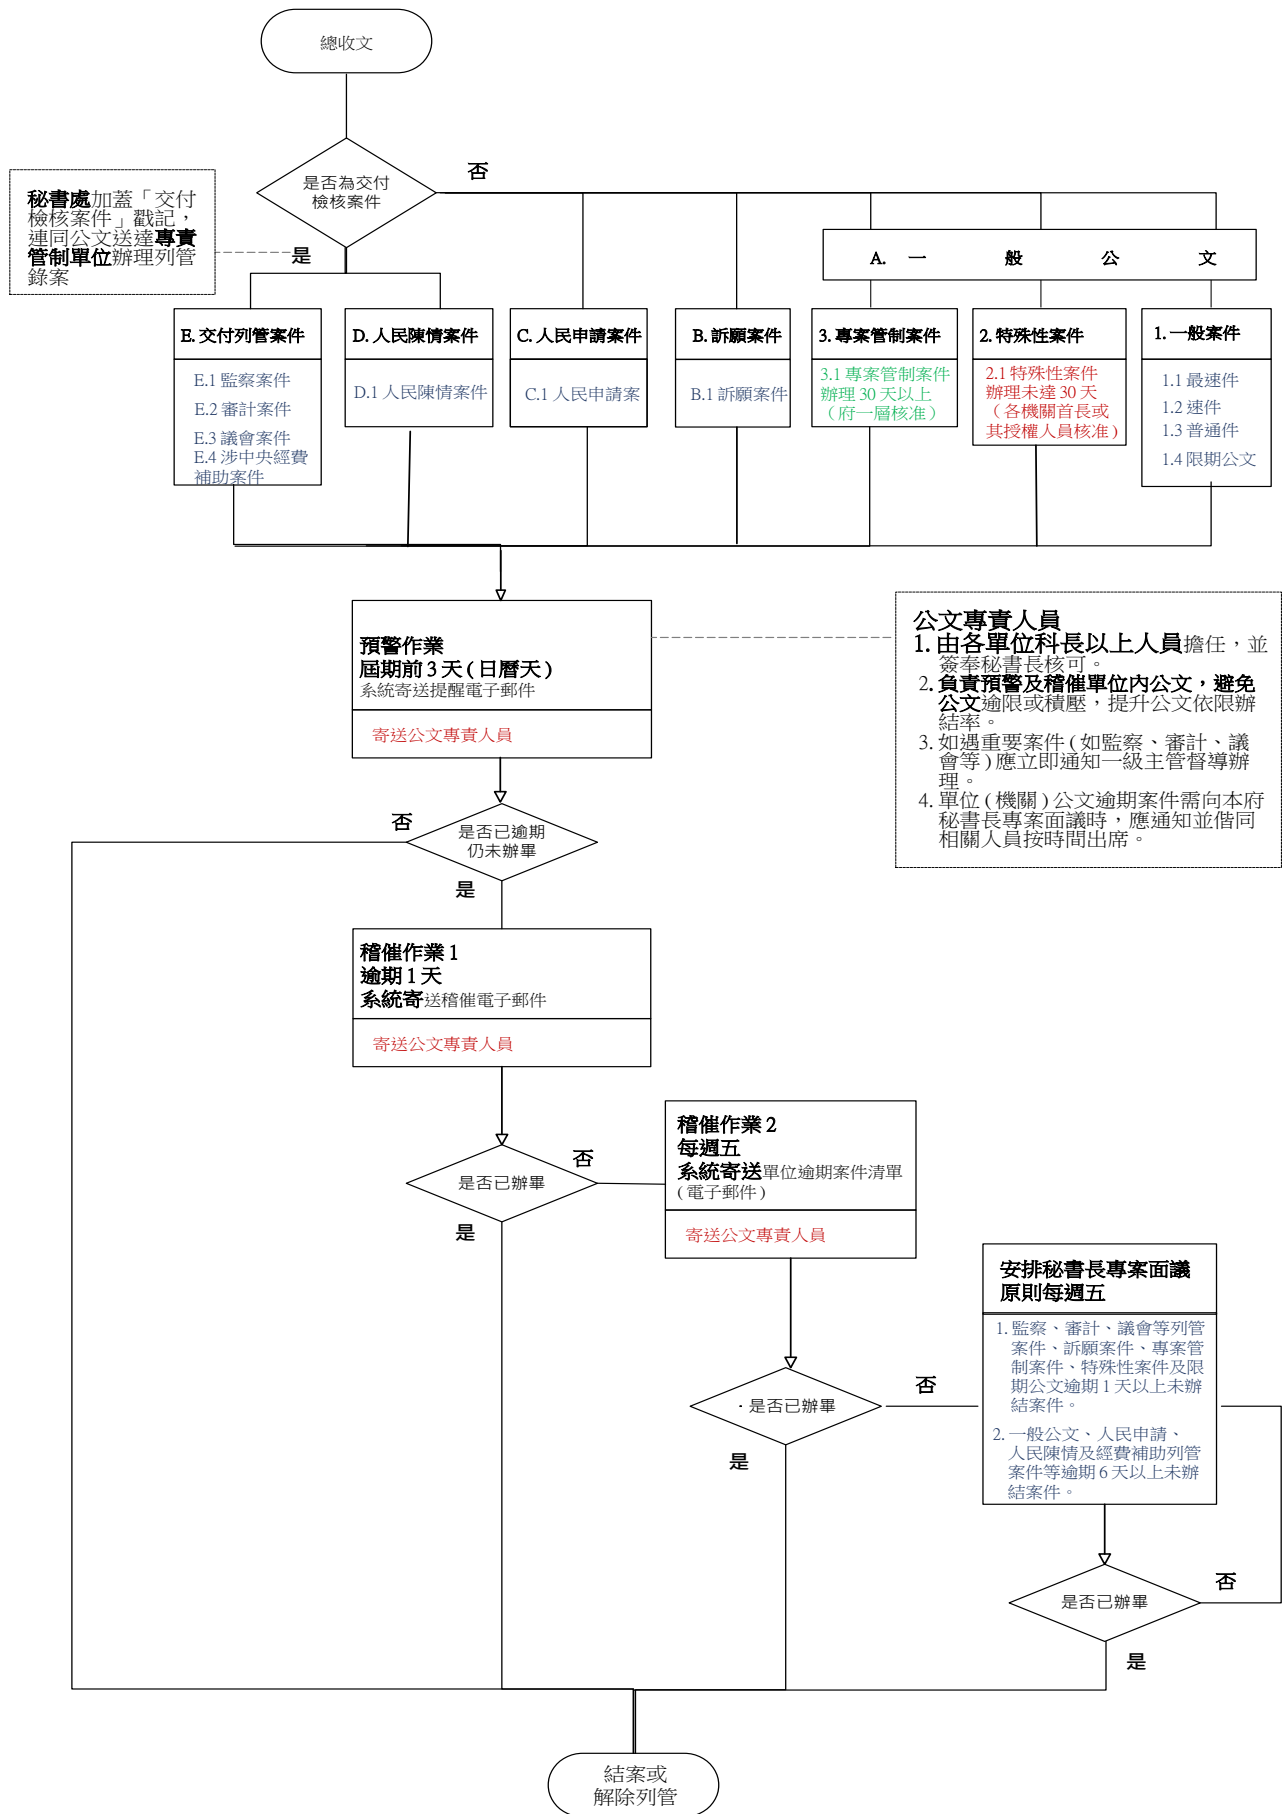 總收文
是否為交付
檢核案件
否
秘書處加蓋「交付
檢核案件」戳記，
連同公文送達專責
管制單位辦理列管
錄案
是
A. 一般公文
E. 交付列管案件
E.1 監察案件
E.2 審計案件
E.3 議會案件
E.4 涉中央經費
補助案件
D. 人民陳情案件
D.1 人民陳情案件
C. 人民申請案件
C.1 人民申請案
B. 訴願案件
B.1 訴願案件
3. 專案管制案件
3.1 專案管制案件
辦理 30 天以上
（府一層核准）
2. 特殊性案件
2.1 特殊性案件
辦理未達 30 天
（各機關首長或
其授權人員核准）
1. 一般案件
1.1 最速件
1.2 速件
1.3 普通件
1.4 限期公文
預警作業
屆期前 3 天 ( 日曆天 )
系統寄送提醒電子郵件
寄送公文專責人員
公文專責人員
1. 由各單位科長以上人員擔任，並
簽奉秘書長核可。
2. 負責預警及稽催單位內公文，避免
公文逾限或積壓，提升公文依限辦
結率。
3. 如遇重要案件 ( 如監察、審計、議
會等 ) 應立即通知一級主管督導辦
理。
4. 單位 ( 機關 ) 公文逾期案件需向本府
秘書長專案面議時，應通知並偕同
相關人員按時間出席。
否
是否已逾期
仍未辦畢
是
稽催作業 1
逾期 1 天
系統寄送稽催電子郵件
寄送公文專責人員
是否已辦畢
否
是
稽催作業 2
每週五
系統寄送單位逾期案件清單
( 電子郵件 )
寄送公文專責人員
．是否已辦畢
否
是
安排秘書長專案面議
原則每週五
1. 監察、審計、議會等列管
案件、訴願案件、專案管
制案件、特殊性案件及限
期公文逾期 1 天以上未辦
結案件。
2. 一般公文、人民申請、
人民陳情及經費補助列管
案件等逾期 6 天以上未辦
結案件。
是否已辦畢
否
是
結案或
解除列管